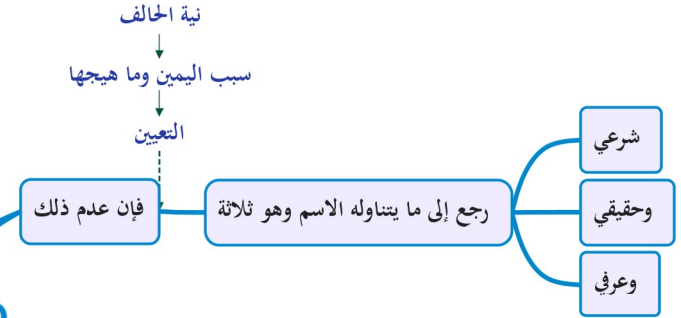 نية الحالف
سبب اليمين وما هيجها
التعيين
فإن عدم ذلك
رجع إلى ما يتناوله الاسم وهو ثلاثة
شرعي
وحقيقي
وعرفي